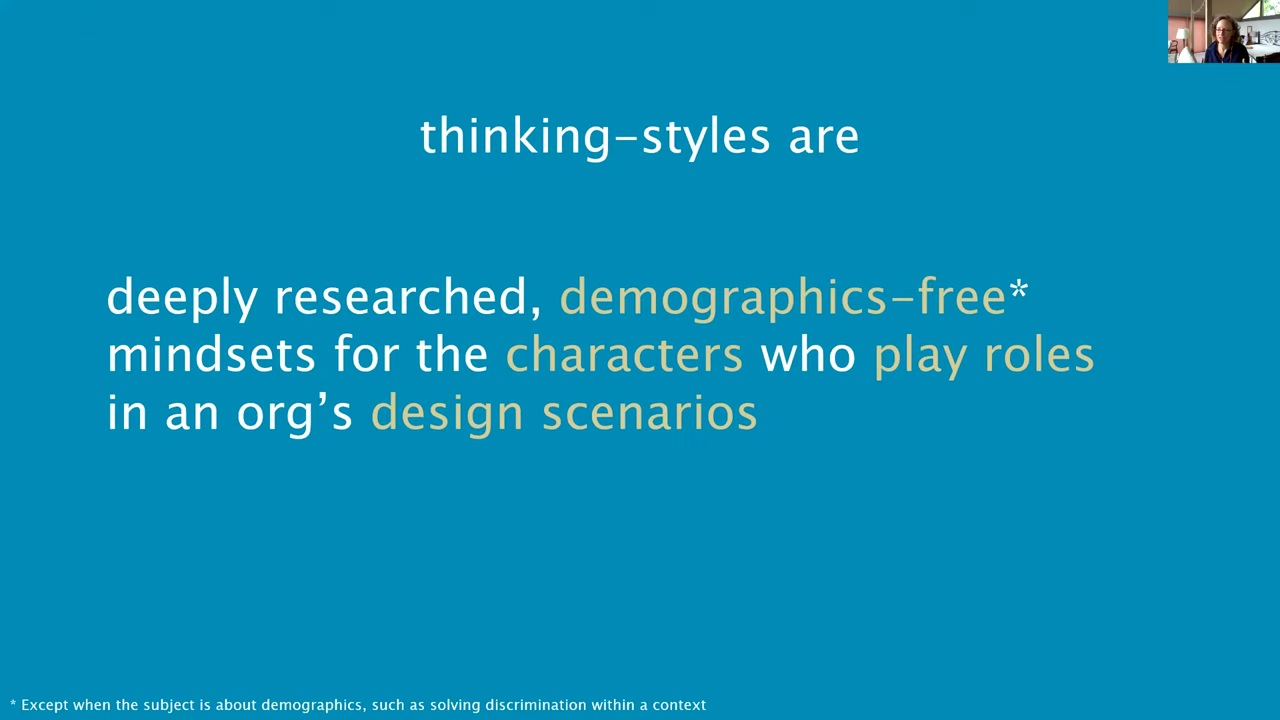 thinking-styles are
deeply researched, demographics-free*
mindsets for the characters who play roles
in an org’s design scenarios
* Except when the subject is about demographics, such as solving discrimination within a context